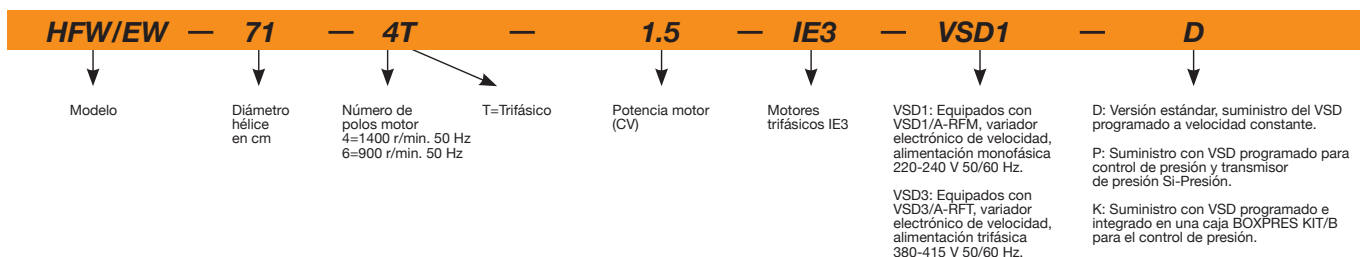 HFW/EW — 71 — 4T — 1.5 — IE3 — VSD1 — D
Modelo
Diámetro
hélice
en cm
Número de
polos motor
4=1400 r/min. 50 Hz
6=900 r/min. 50 Hz
T=Trifásico
Potencia motor
(CV)
Motores
trifásicos IE3
VSD1: Equipados con
VSD1/A-RFM, variador
electrónico de velocidad,
alimentación monofásica
220-240 V 50/60 Hz.
VSD3: Equipados con
VSD3/A-RFT, variador
electrónico de velocidad,
alimentación trifásica
380-415 V 50/60 Hz.
D: Versión estándar, suministro del VSD
programado a velocidad constante.
P: Suministro con VSD programado para
control de presión y transmisor
de presión Si-Presión.
K: Suministro con VSD programado e
integrado en una caja BOXPRES KIT/B
para el control de presión.